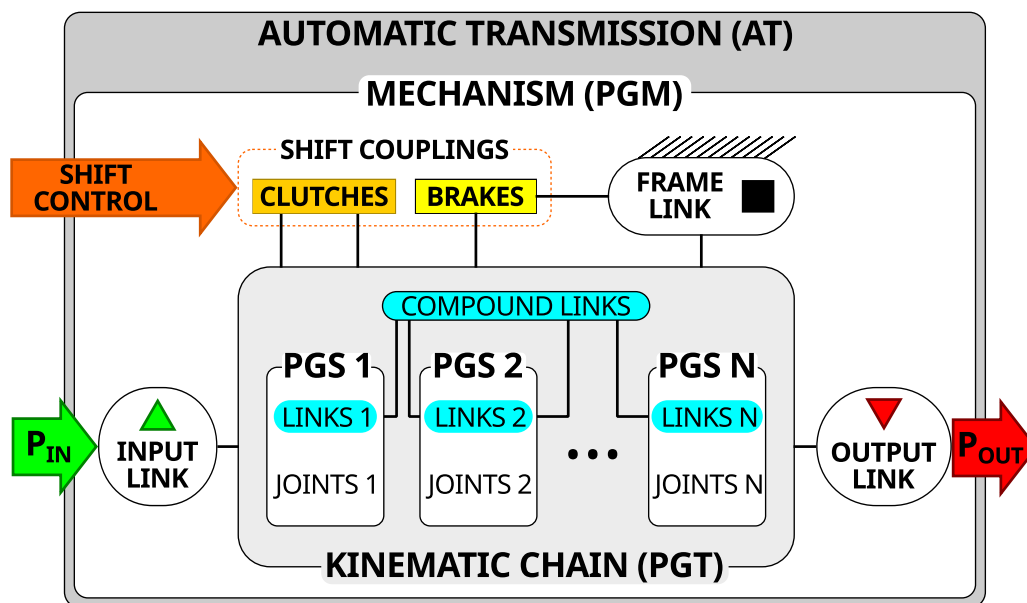 AUTOMATIC TRANSMISSION (AT)
MECHANISM (PGM)
SHIFT COUPLINGS
SHIFT
CONTROL
CLUTCHES
BRAKES
FRAME
LINK
COMPOUND LINKS
PGS 1
PGS 2
PGS N
LINKS 1
LINKS 2
LINKS N
JOINTS 1
JOINTS 2
JOINTS N
...
PIN
INPUT
LINK
OUTPUT
LINK
POUT
KINEMATIC CHAIN (PGT)